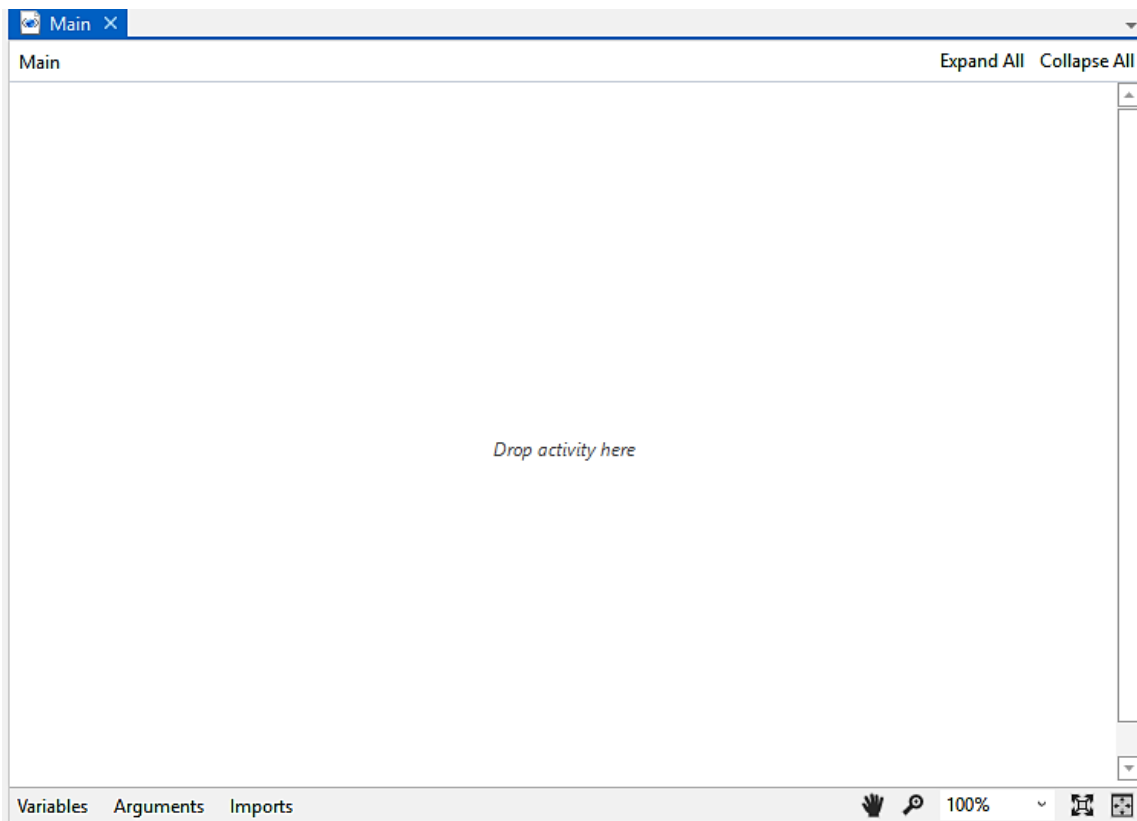 Main
Main Expand All Collapse All
Drop activity here
Variables Arguments Imports 100%